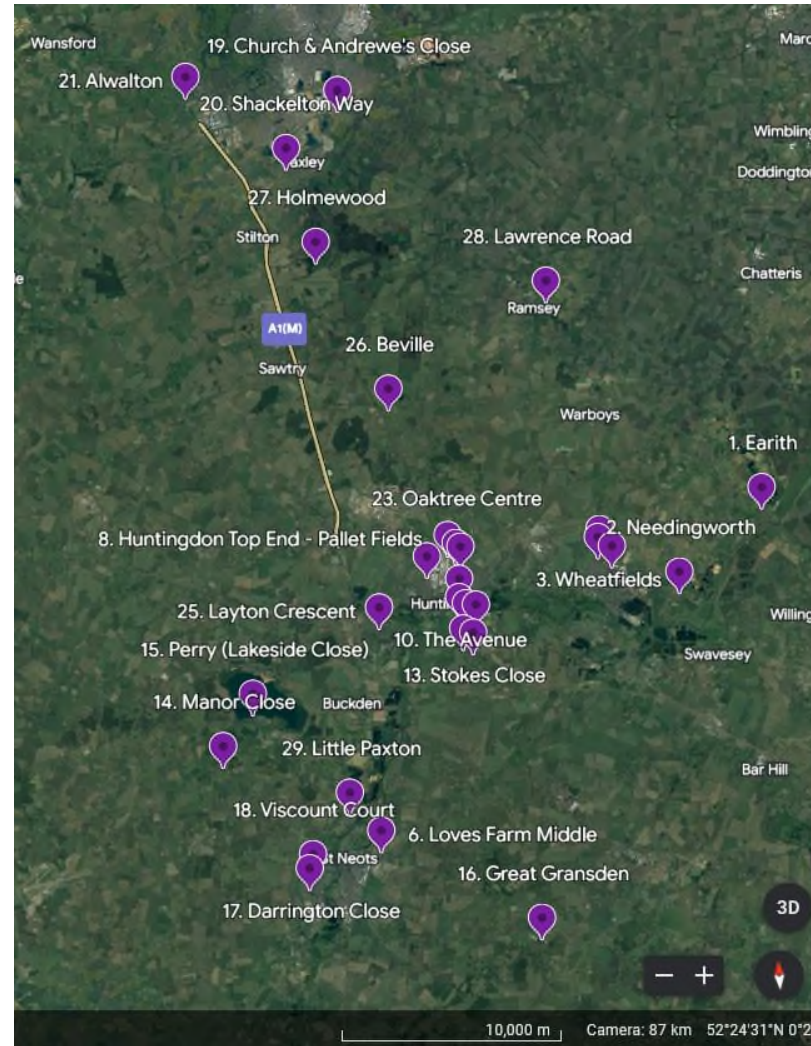 Wansford
19. Church & Andrewe's Close
Marc
21. Alwalton
20. Shackelton Way
Wimbling
axley
Doddington
27. Holmewood
Stilton
28. Lawrence Road
Chatteris
e
Ramsey
A1(M)
26. Beville
Sawtry
Warboys
1. Earith
23. Oaktree Centre
2. Needingworth
8. Huntingdon Top End - Pallet Fields
3. Wheatfields
25. Layton Crescent
Hunti
Willing
10. The Avenue
15. Perry (Lakeside Close)
Swavesey
13. Stokes Close
14. Manor Close
Buckden
29. Little Paxton
Bar Hill
18. Viscount Court
6. Loves Farm Middle
t Neots
16. Great Gransden
17. Darrington Close
3D
10,000 m
Camera: 87 km 52°24'31"N 0°2